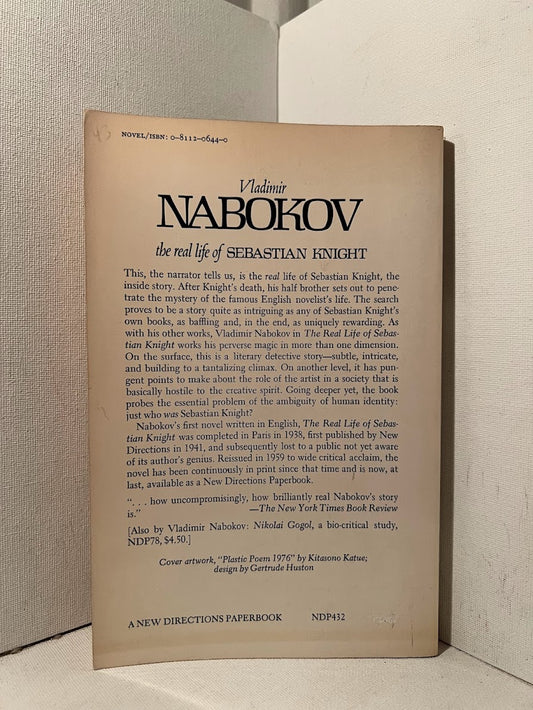 NOVEL/ISBN: 0-8112-0644-0
Vladimir
NABOKOV
the real life of SEBASTIAN KNIGHT
This, the narrator tells us, is the real life of Sebastian Knight, the
inside story. After Knight's death, his half brother sets out to pene-
trate the mystery of the famous English novelist's life. The search
proves to be a story quite as intriguing as any of Sebastian Knight's
own books, as baffling and, in the end, as uniquely rewarding. As
with his other works, Vladimir Nabokov in The Real Life of Sebas-
tian Knight works his perverse magic in more than one dimension.
On the surface, this is a literary detective story—subtle, intricate,
and building to a tantalizing climax. On another level, it has pun-
gent points to make about the role of the artist in a society that is
basically hostile to the creative spirit. Going deeper yet, the book
probes the essential problem of the ambiguity of human identity:
just who was Sebastian Knight?
Nabokov's first novel written in English, The Real Life of Sebas-
tian Knight was completed in Paris in 1938, first published by New
Directions in 1941, and subsequently lost to a public not yet aware
of its author's genius. Reissued in 1959 to wide critical acclaim, the
novel has been continuously in print since that time and is now, at
last, available as a New Directions Paperbook.
". . . how uncompromisingly, how brilliantly real Nabokov's story
is." —The New York Times Book Review
[Also by Vladimir Nabokov: Nikolai Gogol, a bio-critical study,
NDP78, $4.50.]
Cover artwork, "Plastic Poem 1976" by Kitasono Katue;
design by Gertrude Huston
A NEW DIRECTIONS PAPERBOOK NDP432